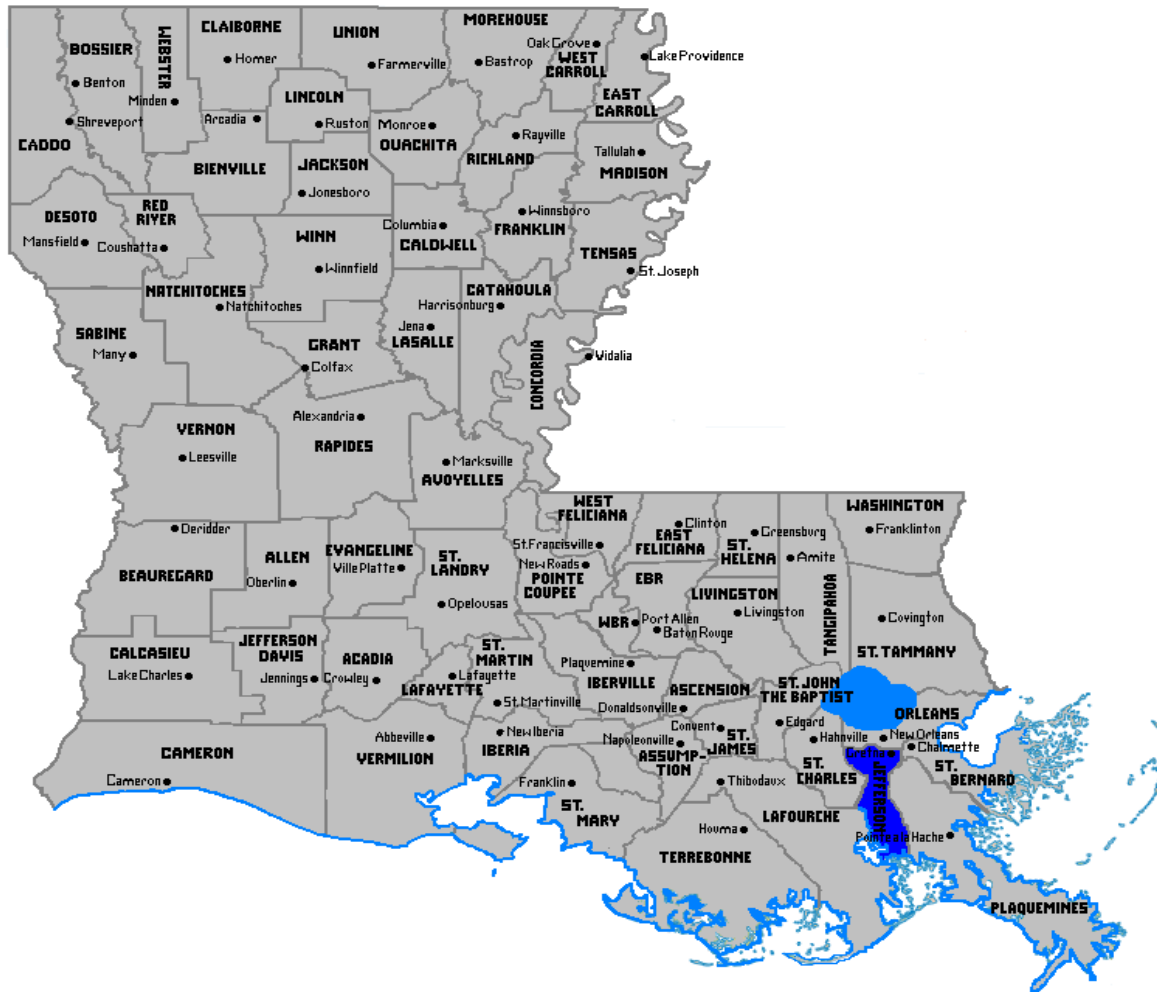 CLAIBORNE
UNION
MOREHOUSE
BOSSIER
WEBSTER
Homer
Farmerville
Bastrop
Oak Grove
WEST
CARROLL
Lake Providence
Benton
Minden
LINCOLN
EAST
CARROLL
Shreveport
Arcadia
Ruston
Monroe
OUACHITA
Rayville
RICHLAND
CADDO
BIENVILLE
JACKSON
Jonesboro
Tallulah
MADISON
DESOTO
Mansfield
RED
RIVER
Coushatta
WINN
Winnfield
Columbia
CALDWELL
Winnsboro
FRANKLIN
TENSAS
St. Joseph
NATCHITOCHES
Natchitoches
CATAHOULA
Harrisonburg
SABINE
Many
GRANT
Colfax
Jena
LASALLE
CONCORDIA
Vidalia
VERNON
Leesville
Alexandria
RAPIDES
Marksville
AVOYELLES
Deridder
BEAUREGARD
ALLEN
Oberlin
EVANGELINE
Ville Platte
ST.
LANDRY
Opelousas
WEST
FELICIANA
St. Francisville
New Roads
POINTE
COUPEE
Clinton
EAST
FELICIANA
Greensburg
ST.
HELENA
Amite
WASHINGTON
Franklinton
EBR
WBR
Port Allen
Baton Rouge
LIVINGSTON
Livingston
TANGIPAHOA
Covington
ST. TAMMANY
CALCASIEU
Lake Charles
JEFFERSON
DAVIS
Jennings
ACADIA
Crowley
LAFAYETTE
Lafayette
ST.
MARTIN
St. Martinville
Plaquemine
IBERVILLE
ASCENSION
Donaldsonville
ST. JOHN
THE BAPTIST
Edgard
ORLEANS
New Orleans
Chalmette
CAMERON
Cameron
Abbeville
VERMILION
New Iberia
IBERIA
Napoleonville
ASSUMP-
TION
Convent
ST.
JAMES
Hahnville
ST.
CHARLES
Gretna
JEFFERSON
ST.
BERNARD
Franklin
ST.
MARY
Thibodaux
LAFOURCHE
Houma
TERREBONNE
Pointe a la Hache
PLAQUEMINES